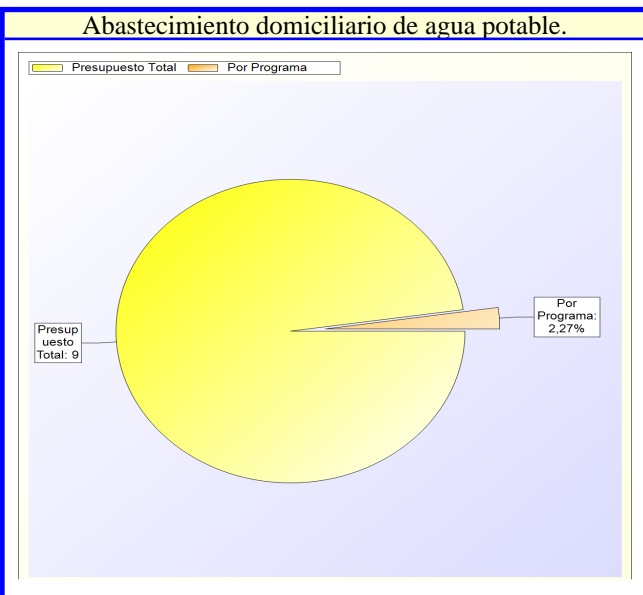 Abastecimiento domiciliario de agua potable.
Presupuesto Total Por Programa
Por
Programa:
2,27%
Presup
uesto
Total: 9